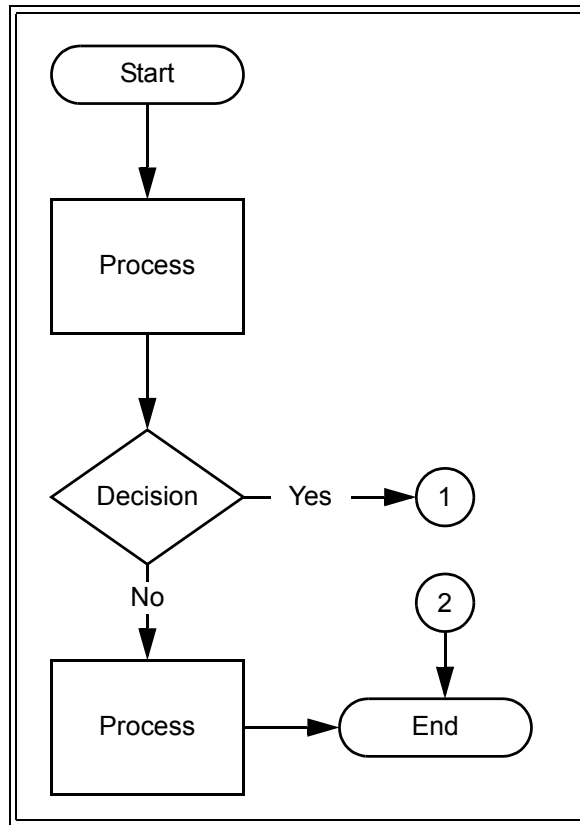 Start
Process
Decision
Yes
1
No
2
Process
End